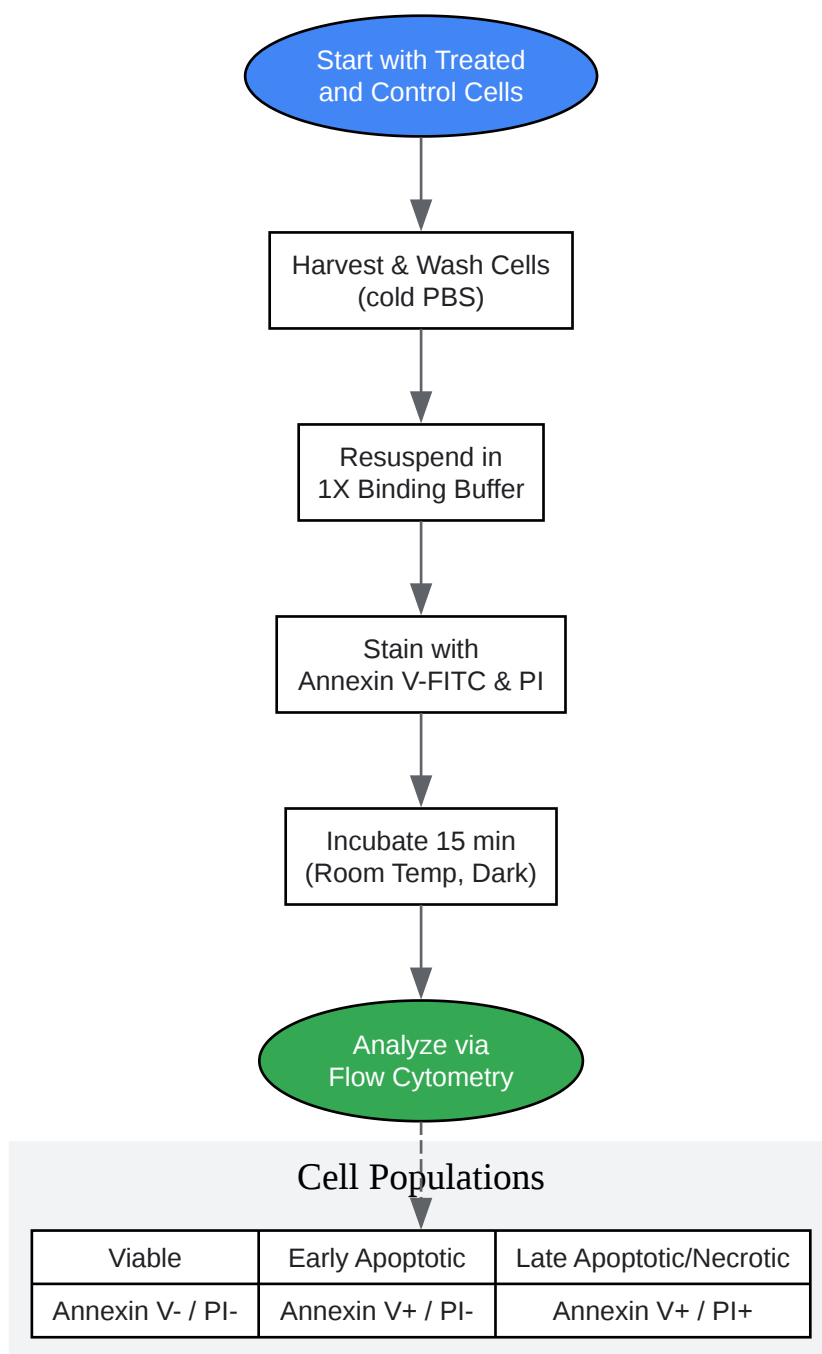 Start with Treated
and Control Cells
Harvest & Wash Cells
(cold PBS)
Resuspend in
1X Binding Buffer
Stain with
Annexin V-FITC & PI
Incubate 15 min
(Room Temp, Dark)
Analyze via
Flow Cytometry
Cell Populations
Viable
Early Apoptotic
Late Apoptotic/Necrotic
Annexin V- / PI-
Annexin V+ / PI-
Annexin V+ / PI+